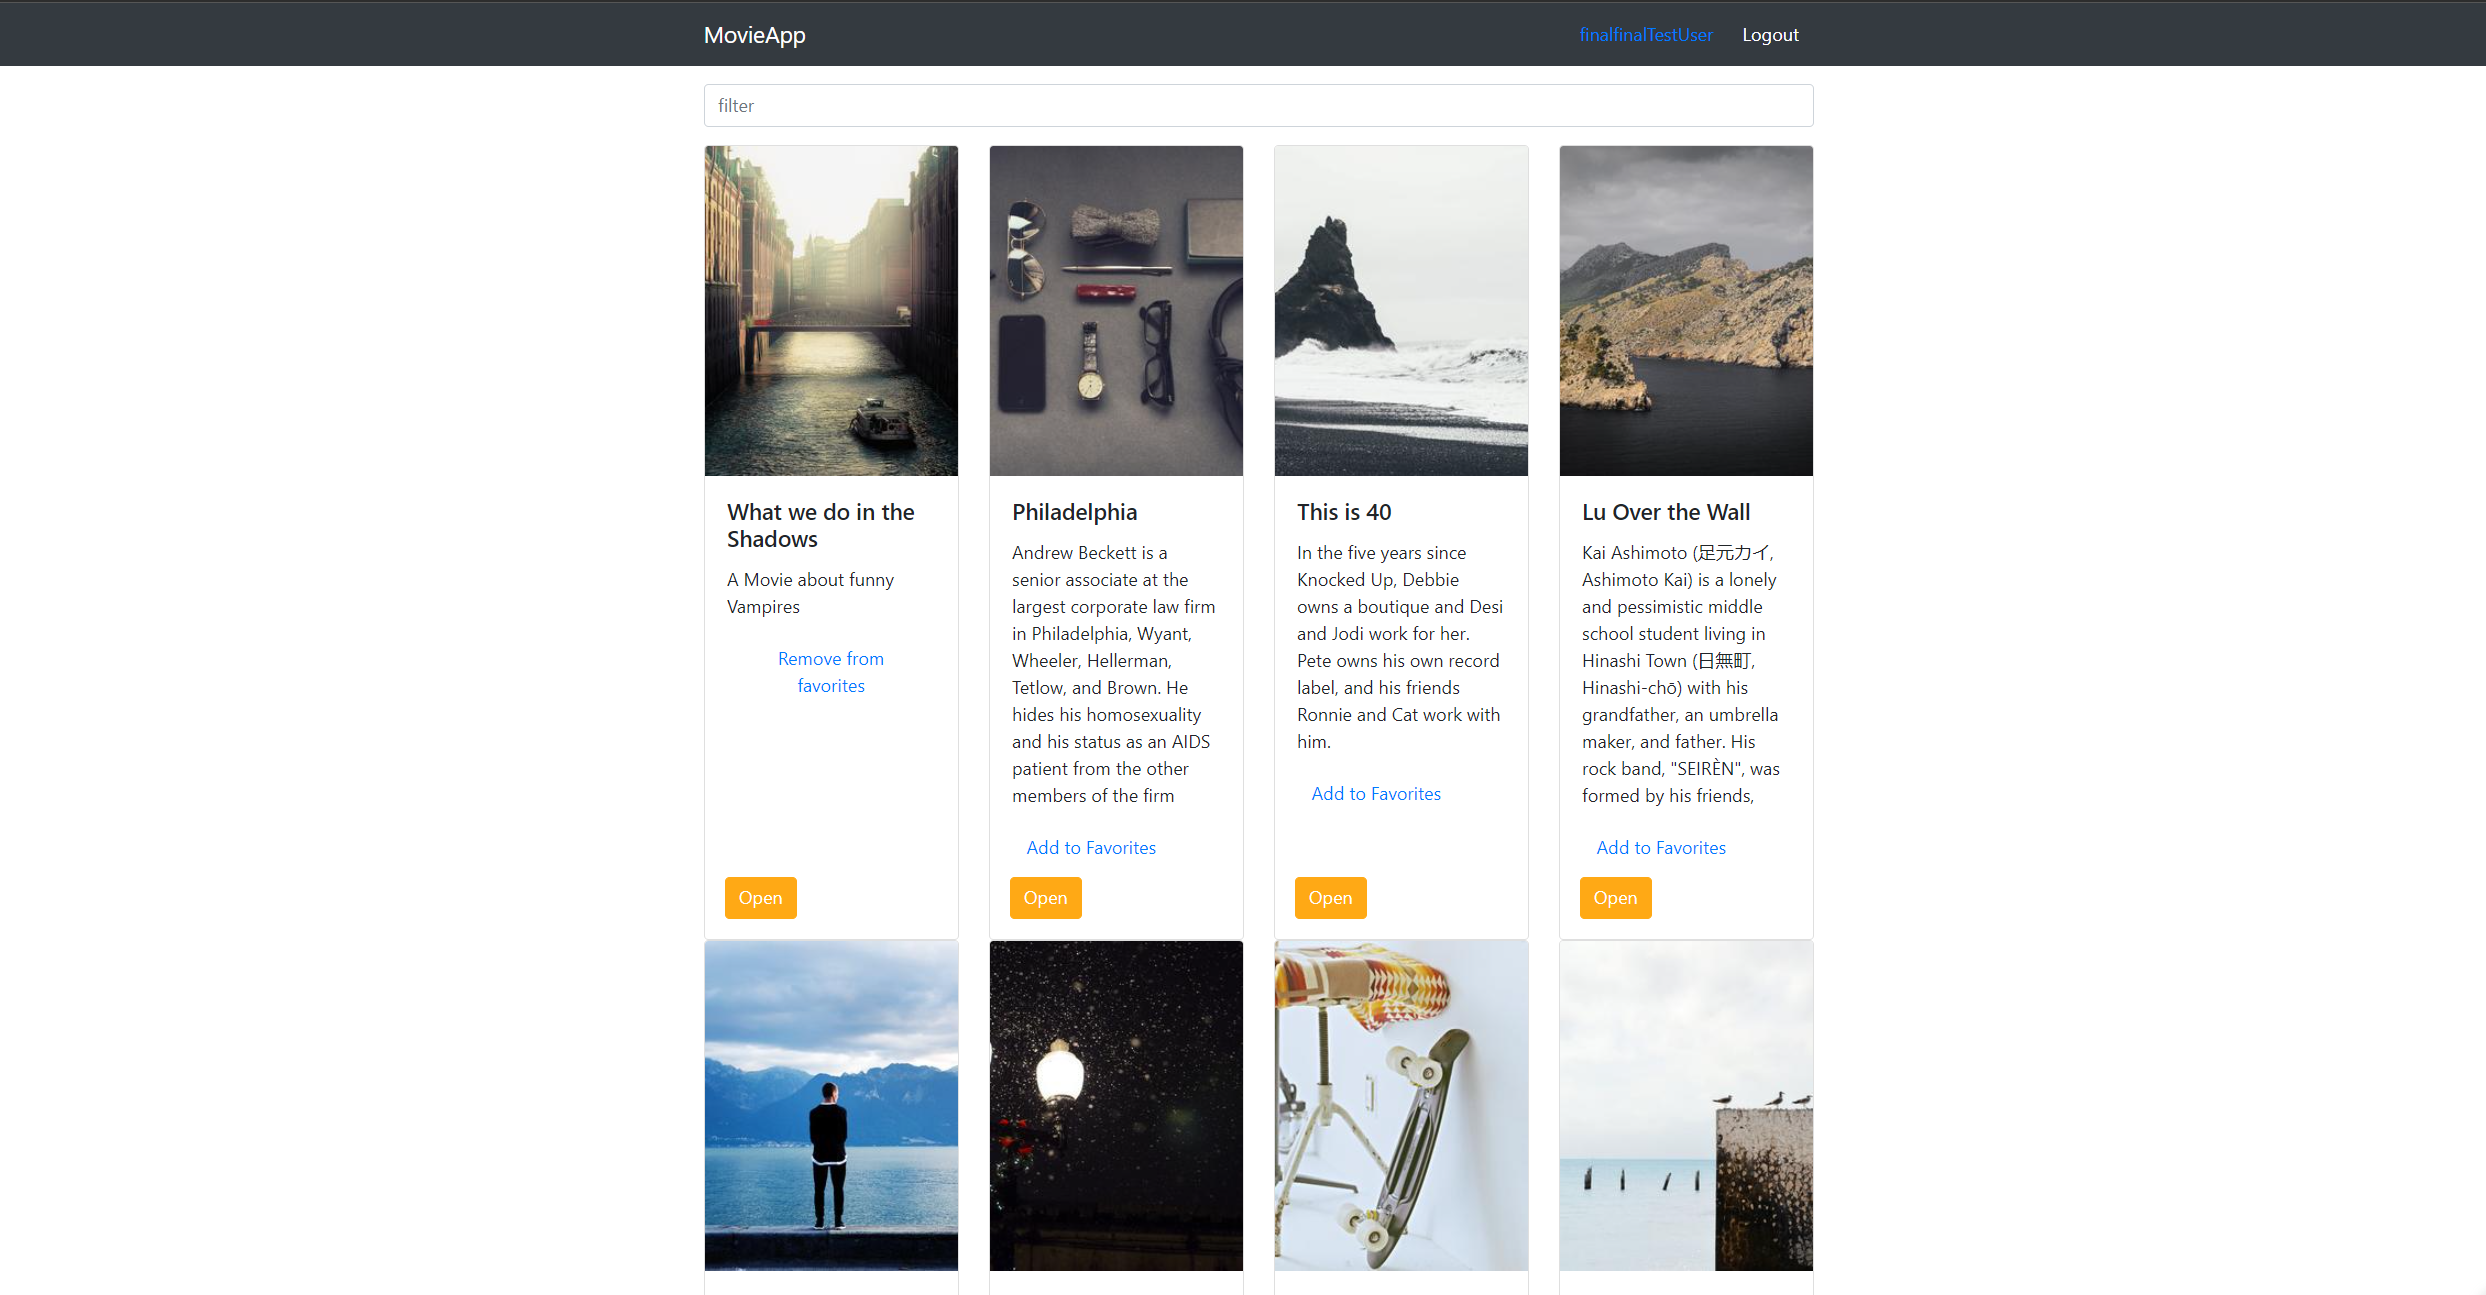 MovieApp
finalfinalTestUser
Logout
filter
What we do in the
Shadows
A Movie about funny
Vampires
Remove from
favorites
Open
Philadelphia
Andrew Beckett is a
senior associate at the
largest corporate law firm
in Philadelphia, Wyant,
Wheeler, Hellerman,
Tetlow, and Brown. He
hides his homosexuality
and his status as an AIDS
patient from the other
members of the firm
Add to Favorites
Open
This is 40
In the five years since
Knocked Up, Debbie
owns a boutique and Desi
and Jodi work for her.
Pete owns his own record
label, and his friends
Ronnie and Cat work with
him.
Add to Favorites
Open
Lu Over the Wall
Kai Ashimoto (足元カイ,
Ashimoto Kai) is a lonely
and pessimistic middle
school student living in
Hinashi Town (日無町,
Hinashi-chō) with his
grandfather, an umbrella
maker, and father. His
rock band, "SEIRÈN", was
formed by his friends,
Add to Favorites
Open